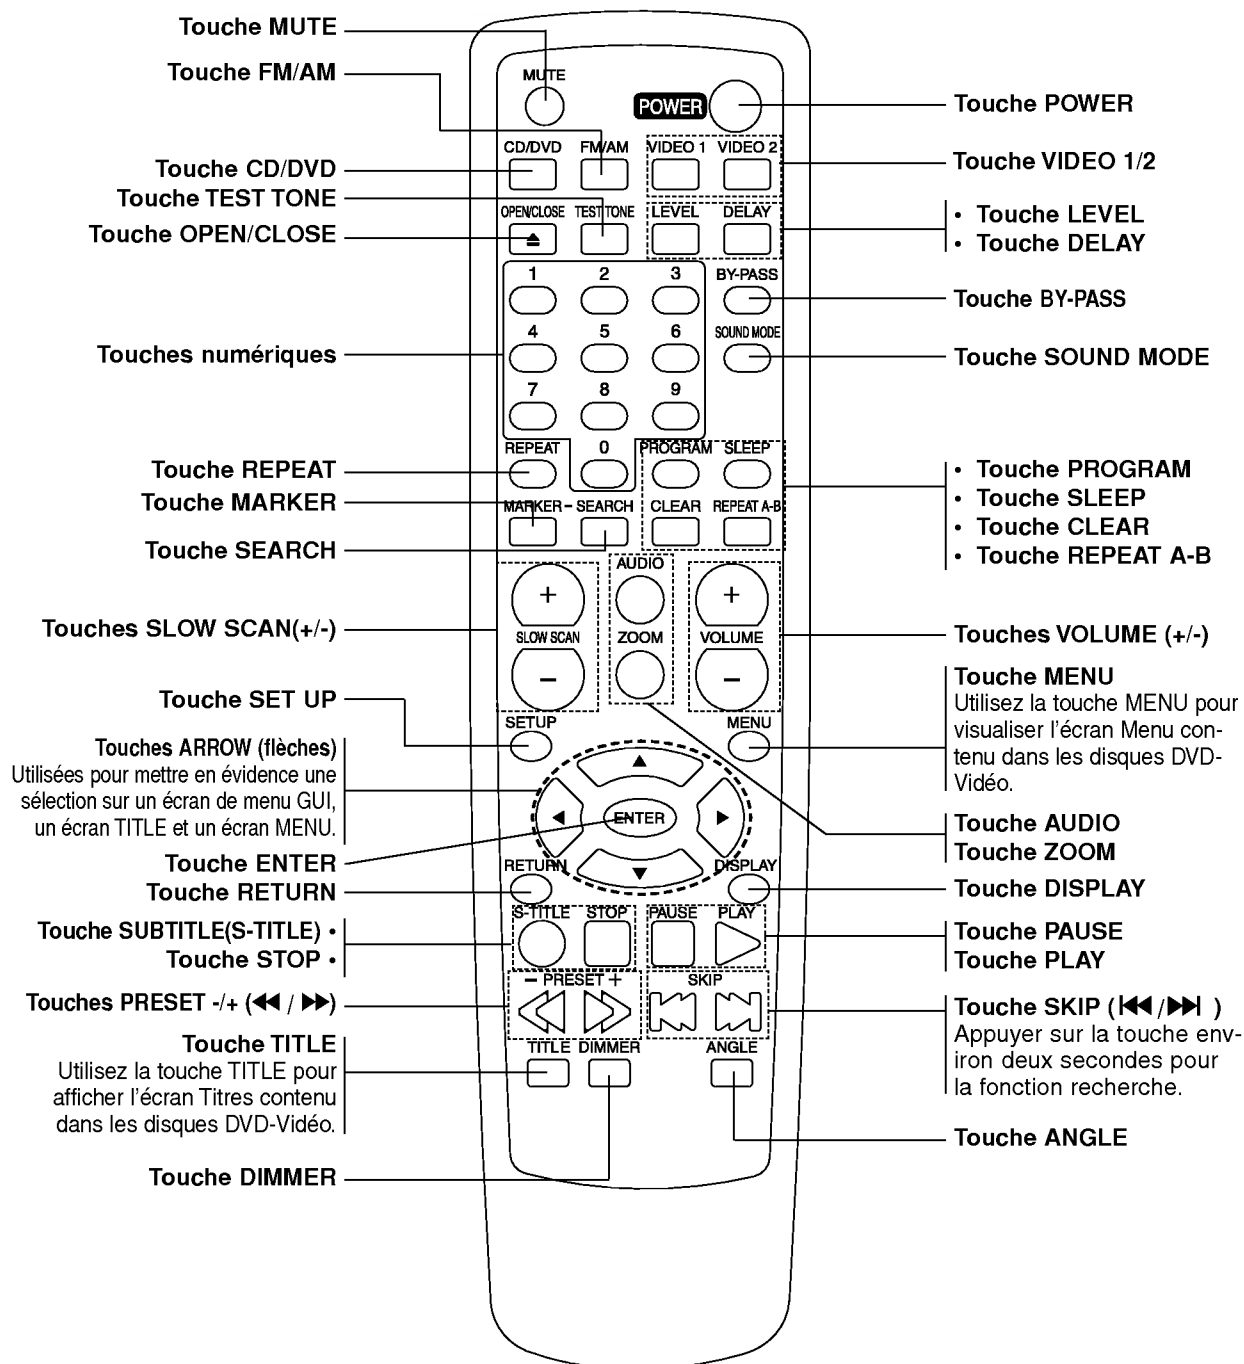 Touche MUTE
Touche FM/AM
Touche CD/DVD
Touche TEST TONE
Touche OPEN/CLOSE
Touches numériques
Touche REPEAT
Touche MARKER
Touche SEARCH
Touches SLOW SCAN(+/-)
Touche SET UP
Touches ARROW (flèches)
Utilisées pour mettre en évidence une
sélection sur un écran de menu GUI,
un écran TITLE et un écran MENU.
Touche ENTER
Touche RETURN
Touche SUBTITLE(S-TITLE) •
Touche STOP •
Touches PRESET -/+ (◀◀ / ▶▶)
Touche TITLE
Utilisez la touche TITLE pour
afficher l'écran Titres contenu
dans les disques DVD-Vidéo.
Touche DIMMER
MUTE
POWER
CD/DVD FM/AM VIDEO 1 VIDEO 2
OPEN/CLOSE TEST TONE LEVEL DELAY
1 2 3 BY-PASS
4 5 6 SOUND MODE
7 8 9
REPEAT 0 PROGRAM SLEEP
MARKER - SEARCH CLEAR REPEAT A-B
AUDIO
+ +
SLOW SCAN ZOOM VOLUME
– –
SETUP MENU
▲
◀ ENTER ▶
▼
RETURN DISPLAY
S-TITLE STOP PAUSE PLAY
– PRESET + SKIP
TITLE DIMMER ANGLE
Touche POWER
Touche VIDEO 1/2
• Touche LEVEL
• Touche DELAY
Touche BY-PASS
Touche SOUND MODE
• Touche PROGRAM
• Touche SLEEP
• Touche CLEAR
• Touche REPEAT A-B
Touches VOLUME (+/-)
Touche MENU
Utilisez la touche MENU pour
visualiser l'écran Menu con-
tenu dans les disques DVD-
Vidéo.
Touche AUDIO
Touche ZOOM
Touche DISPLAY
Touche PAUSE
Touche PLAY
Touche SKIP (|◀◀ /▶▶| )
Appuyer sur la touche env-
iron deux secondes pour
la fonction recherche.
Touche ANGLE